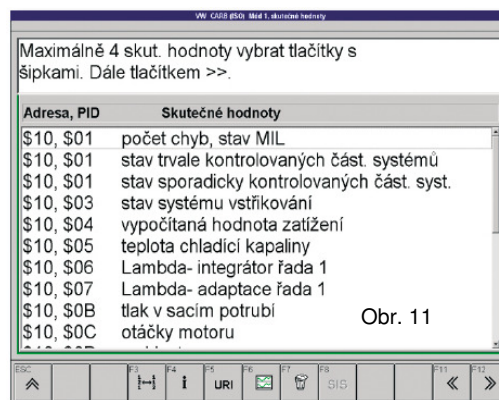 VW CARB (ISO) Mód 1, skutečné hodnoty
Maximálně 4 skut. hodnoty vybrat tlačítky s
šipkami. Dále tlačítkem >>.
Adresa, PID Skutečné hodnoty
$10, $01 počet chyb, stav MIL
$10, $01 stav trvale kontrolovaných část. systémů
$10, $01 stav sporadicky kontrolovaných část. syst.
$10, $03 stav systému vstřikování
$10, $04 vypočítaná hodnota zatížení
$10, $05 teplota chladící kapaliny
$10, $06 Lambda- integrátor řada 1
$10, $07 Lambda- adaptace řada 1
$10, $0B tlak v sacím potrubí
$10, $0C otáčky motoru
Obr. 11
ESC F3 F4 F5 F6 F7 F8 F11 F12
i URI SIS « »